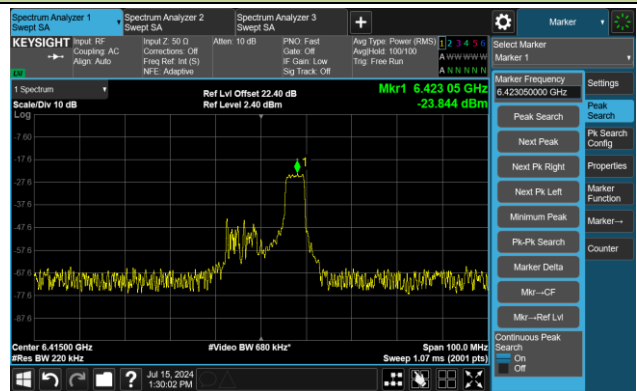 Spectrum Analyzer 1
Swept SA
Spectrum Analyzer 2
Swept SA
Spectrum Analyzer 3
Swept SA
Marker
KEYSIGHT
Input: RF
Coupling: AC
Align: Auto
Input Z: 50 Ω
Corrections: Off
Freq Ref: Int (S)
NFE: Adaptive
Atten: 10 dB
PNO: Fast
Gate: Off
IF Gain: Low
Sig Track: Off
Avg Type: Power (RMS)
Avg|Hold: 100/100
Trig: Free Run
1 2 3 4 5 6
A W W W W W
A N N N N N
LXI
Select Marker
Marker 1
1 Spectrum
Scale/Div 10 dB
Log
Ref Lvl Offset 22.40 dB
Ref Level 2.40 dBm
Mkr1 6.423 05 GHz
-23.844 dBm
-7.60
-17.6
-27.6
-37.6
-47.6
-57.6
-67.6
-77.6
-87.6
1
Center 6.41500 GHz
#Res BW 220 kHz
#Video BW 680 kHz*
Span 100.0 MHz
Sweep 1.07 ms (2001 pts)
Marker Frequency
6.423050000 GHz
Peak Search
Next Peak
Next Pk Right
Next Pk Left
Minimum Peak
Pk-Pk Search
Marker Delta
Mkr→CF
Mkr→Ref Lvl
Continuous Peak
Search
On
Off
Settings
Peak
Search
Pk Search
Config
Properties
Marker
Function
Marker→
Counter
?
Jul 15, 2024
1:30:02 PM